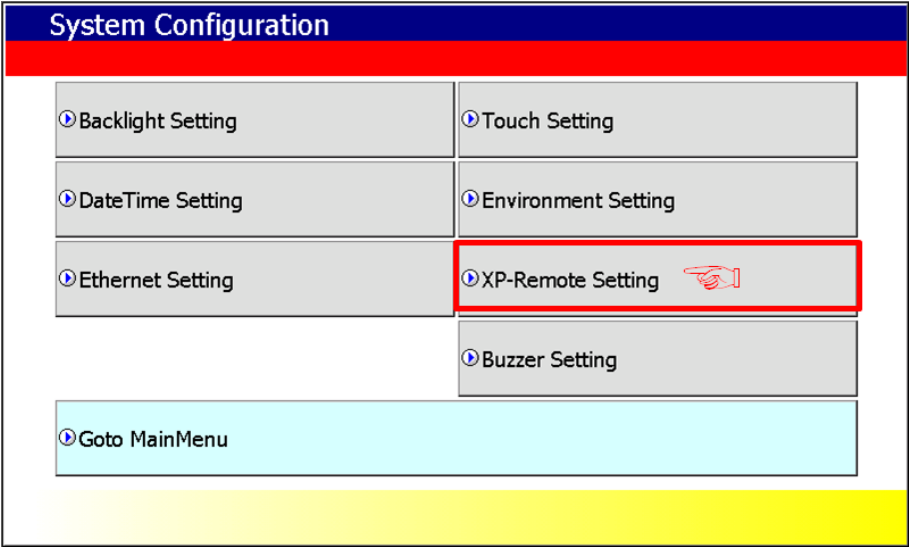 System Configuration
Backlight Setting
Touch Setting
DateTime Setting
Environment Setting
Ethernet Setting
XP-Remote Setting
Buzzer Setting
Goto MainMenu